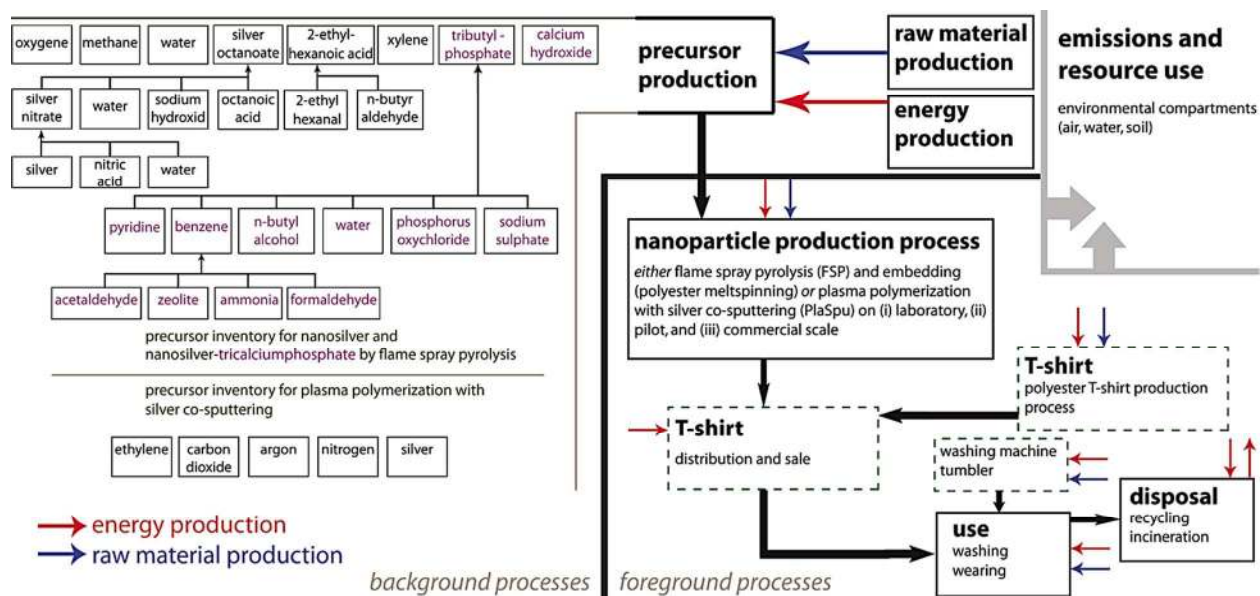 oxygene
methane
water
silver
octanoate
2-ethyl-
hexanoic acid
xylene
tributyl -
phosphate
calcium
hydroxide
silver
nitrate
water
sodium
hydroxid
octanoic
acid
2-ethyl
hexanal
n-butyr
aldehyde
silver
nitric
acid
water
pyridine
benzene
n-butyl
alcohol
water
phosphorus
oxychloride
sodium
sulphate
acetaldehyde
zeolite
ammonia
formaldehyde
precursor inventory for nanosilver and
nanosilver-tricalciumphosphate by flame spray pyrolysis
precursor inventory for plasma polymerization with
silver co-sputtering
ethylene
carbon
dioxide
argon
nitrogen
silver
energy production
raw material production
background processes
foreground processes
precursor
production
raw material
production
energy
production
emissions and
resource use
environmental compartments
(air, water, soil)
nanoparticle production process
either flame spray pyrolysis (FSP) and embedding
(polyester meltspinning) or plasma polymerization
with silver co-sputtering (PlaSpu) on (i) laboratory, (ii)
pilot, and (iii) commercial scale
T-shirt
polyester T-shirt production
process
T-shirt
distribution and sale
washing machine
tumbler
use
washing
wearing
disposal
recycling
incineration